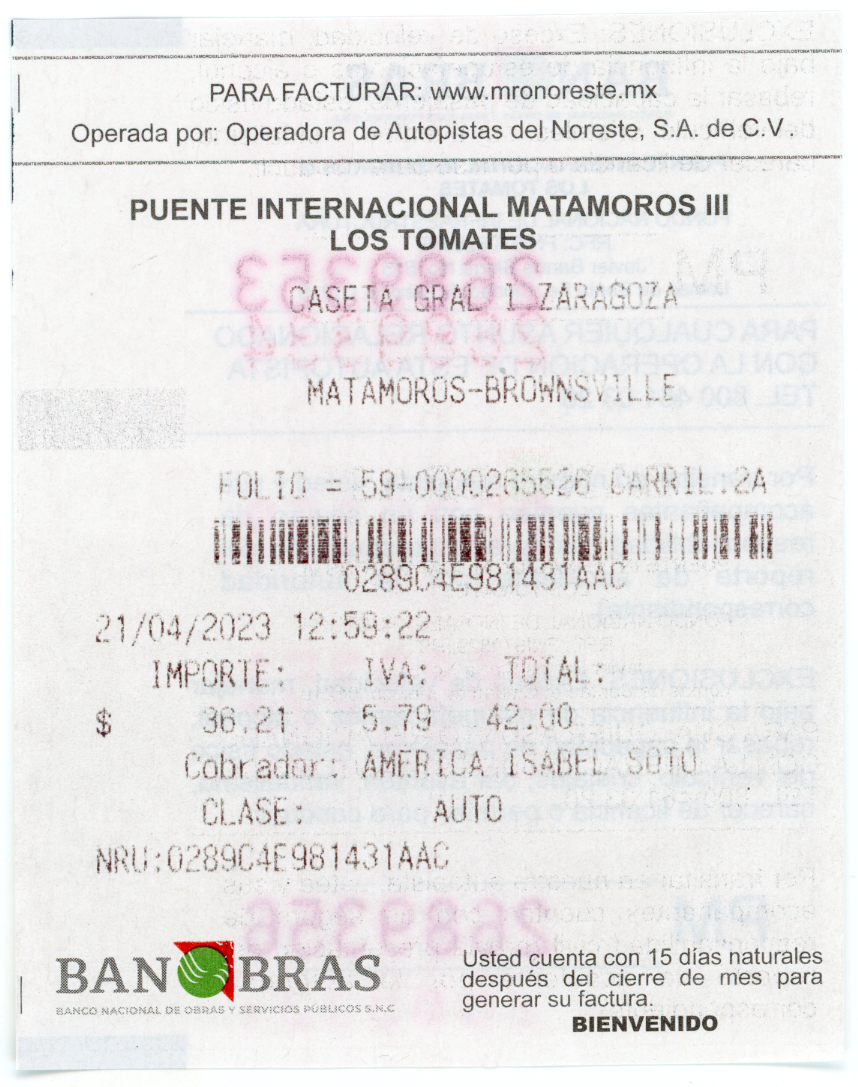 PARA FACTURAR: www.mronoreste.mx
Operada por: Operadora de Autopistas del Noreste, S.A. de C.V.
PUENTE INTERNACIONAL MATAMOROS III
LOS TOMATES
CASETA GRAL I ZARAGOZA
MATAMOROS-BROWNSVILLE
FOLIO = 59-0000265526 CARRIL:2A
0289C4E981431AAC
21/04/2023 12:59:22
IMPORTE: IVA: TOTAL:
$ 36.21 5.79 42.00
Cobrador: AMERICA ISABEL SOTO
CLASE: AUTO
NRU:0289C4E981431AAC
BANOBRAS
BANCO NACIONAL DE OBRAS Y SERVICIOS PÚBLICOS S.N.C
Usted cuenta con 15 días naturales
después del cierre de mes para
generar su factura.
BIENVENIDO